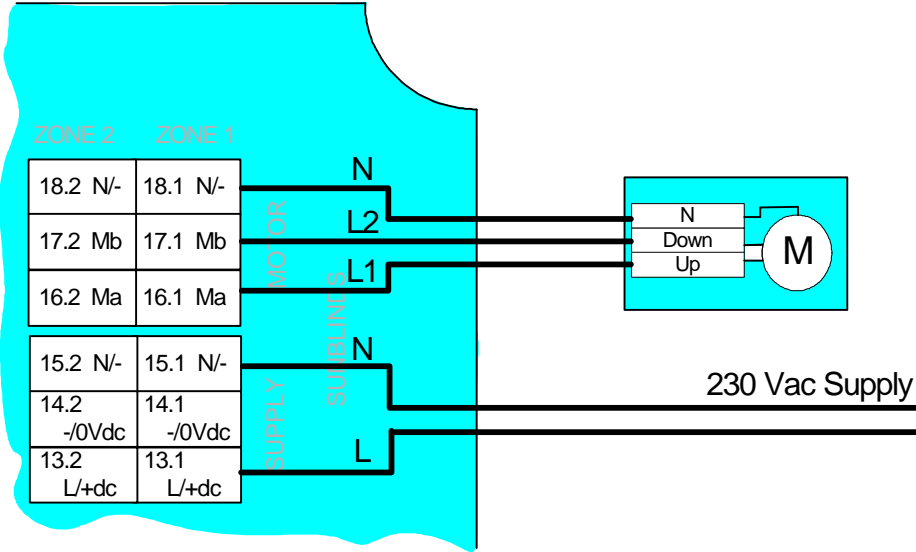 ZONE 2 ZONE 1
18.2 N/- 18.1 N/- N
17.2 Mb 17.1 Mb L2
16.2 Ma 16.1 Ma L1
MOTOR
SUNBLINDS
N
Down
Up
M
15.2 N/- 15.1 N/- N
14.2 14.1
-/0Vdc -/0Vdc
13.2 13.1 L
L/+dc L/+dc
SUPPLY
230 Vac Supply